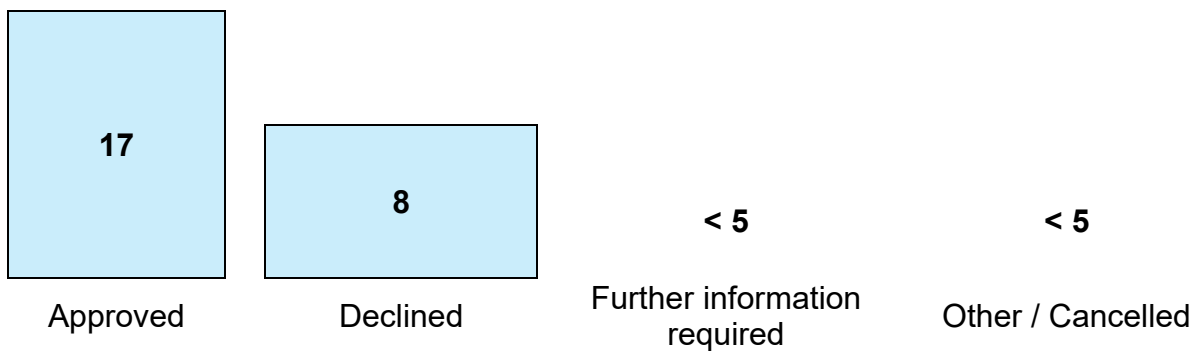 17
8
< 5
< 5
Approved
Declined
Further information
required
Other / Cancelled